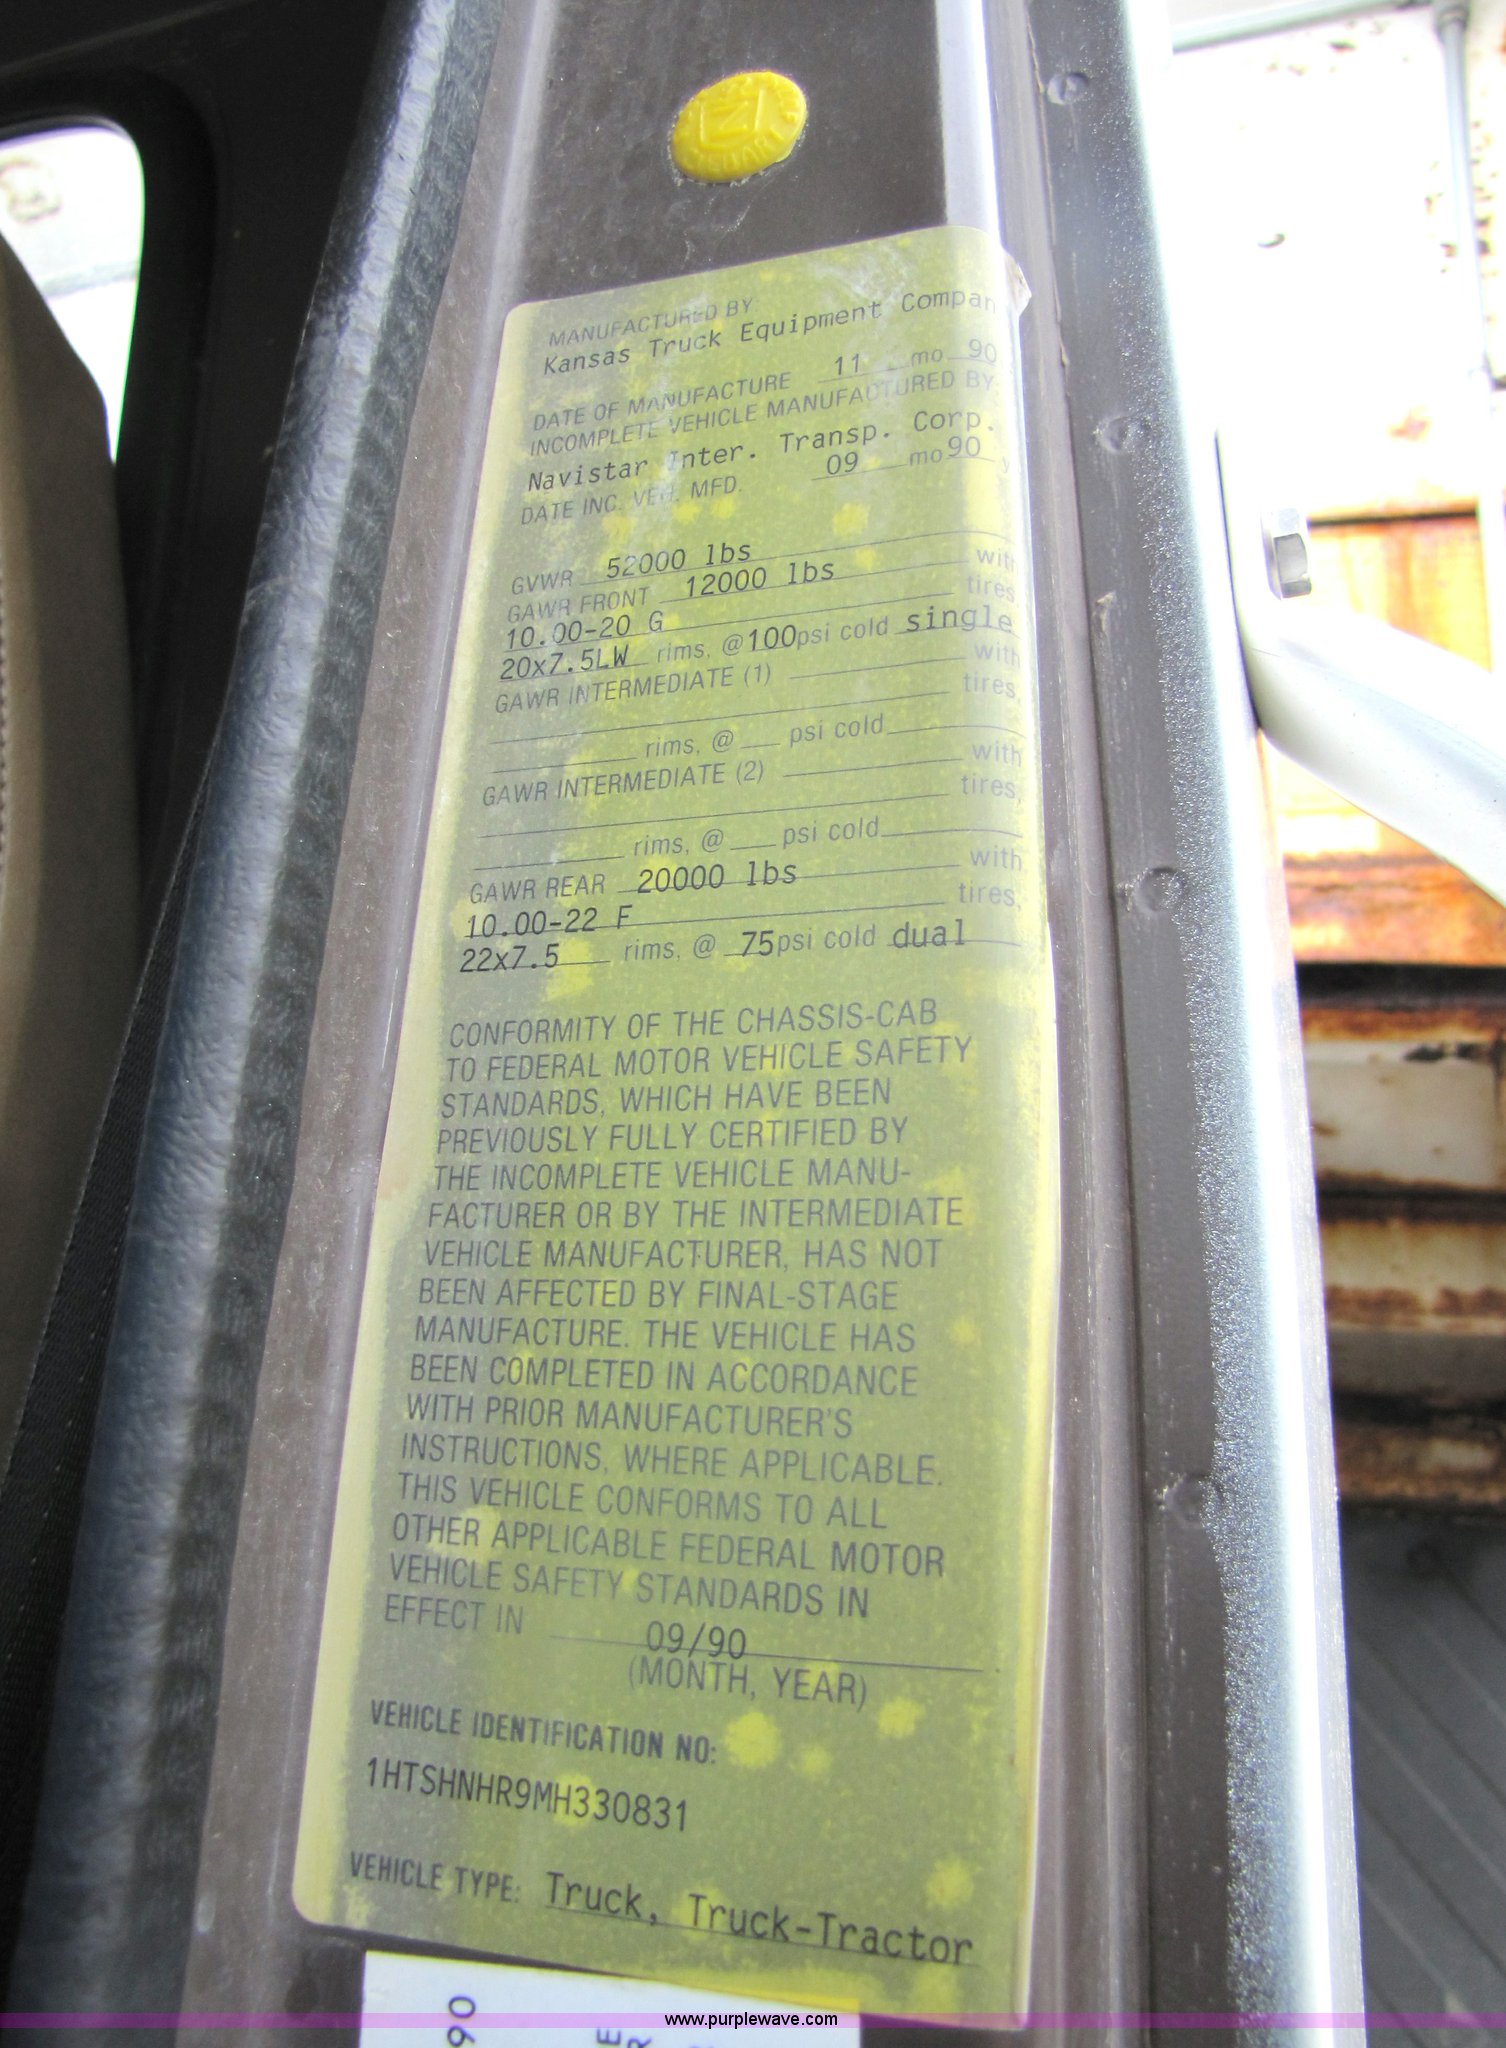 MANUFACTURED BY
Kansas Truck Equipment Compan
DATE OF MANUFACTURE 11 mo 90
INCOMPLETE VEHICLE MANUFACTURED BY
Navistar Inter. Transp. Corp.
DATE INC. VEH. MFD. 09 mo 90 y
GVWR 52000 lbs
GAWR FRONT 12000 lbs with
10.00-20 G tires
20x7.5LW rims, @ 100 psi cold single
GAWR INTERMEDIATE (1) with
tires,
rims, @ psi cold
GAWR INTERMEDIATE (2) with
tires,
rims, @ psi cold
GAWR REAR 20000 lbs with
10.00-22 F tires,
22x7.5 rims, @ 75 psi cold dual
CONFORMITY OF THE CHASSIS-CAB
TO FEDERAL MOTOR VEHICLE SAFETY
STANDARDS, WHICH HAVE BEEN
PREVIOUSLY FULLY CERTIFIED BY
THE INCOMPLETE VEHICLE MANU-
FACTURER OR BY THE INTERMEDIATE
VEHICLE MANUFACTURER, HAS NOT
BEEN AFFECTED BY FINAL-STAGE
MANUFACTURE. THE VEHICLE HAS
BEEN COMPLETED IN ACCORDANCE
WITH PRIOR MANUFACTURER'S
INSTRUCTIONS, WHERE APPLICABLE.
THIS VEHICLE CONFORMS TO ALL
OTHER APPLICABLE FEDERAL MOTOR
VEHICLE SAFETY STANDARDS IN
EFFECT IN 09/90
(MONTH, YEAR)
VEHICLE IDENTIFICATION NO:
1HTSHNHR9MH330831
VEHICLE TYPE: Truck, Truck-Tractor
90
www.purplewave.com